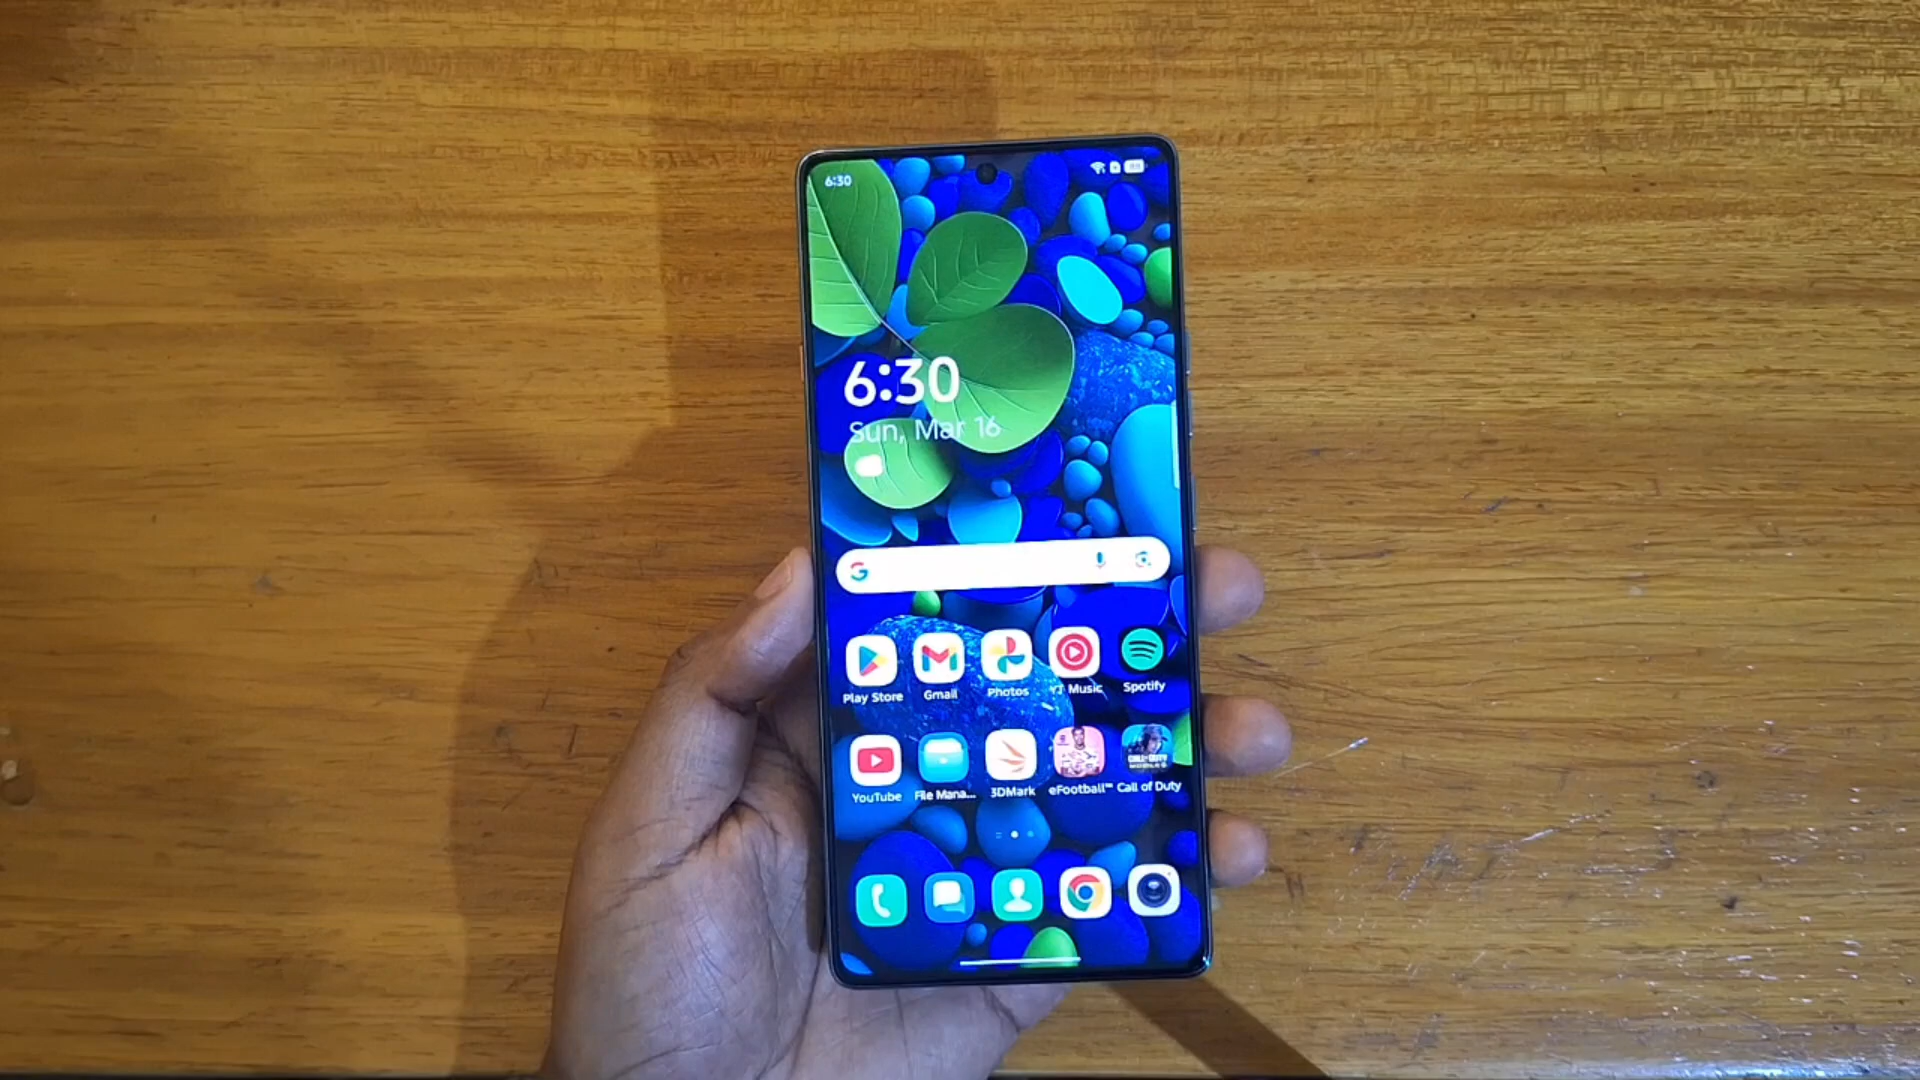 6:30
6:30
Sun, Mar 16
Play Store Gmail Photos YT Music Spotify
YouTube File Mana... 3DMark eFootball™ Call of Duty